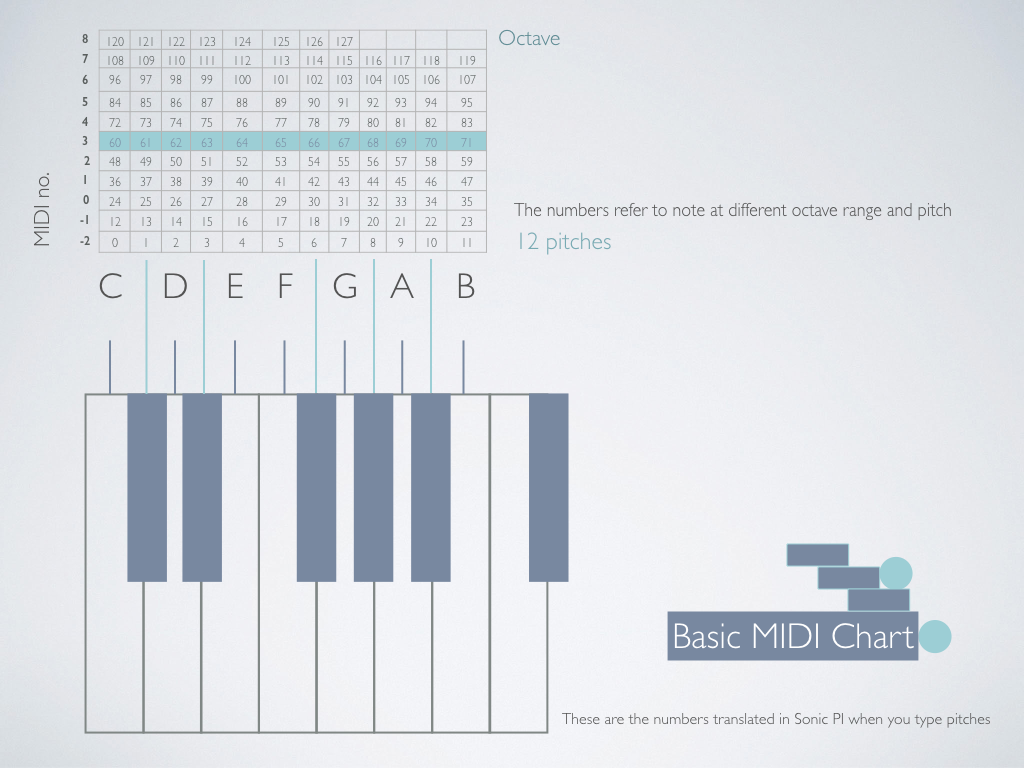 8 120 121 122 123 124 125 126 127 Octave
7 108 109 110 111 112 113 114 115 116 117 118 119
6 96 97 98 99 100 101 102 103 104 105 106 107
5 84 85 86 87 88 89 90 91 92 93 94 95
4 72 73 74 75 76 77 78 79 80 81 82 83
3 60 61 62 63 64 65 66 67 68 69 70 71
2 48 49 50 51 52 53 54 55 56 57 58 59
1 36 37 38 39 40 41 42 43 44 45 46 47
0 24 25 26 27 28 29 30 31 32 33 34 35
-1 12 13 14 15 16 17 18 19 20 21 22 23
-2 0 1 2 3 4 5 6 7 8 9 10 11
MIDI no.
The numbers refer to note at different octave range and pitch
12 pitches
C D E F G A B
Basic MIDI Chart
These are the numbers translated in Sonic PI when you type pitches